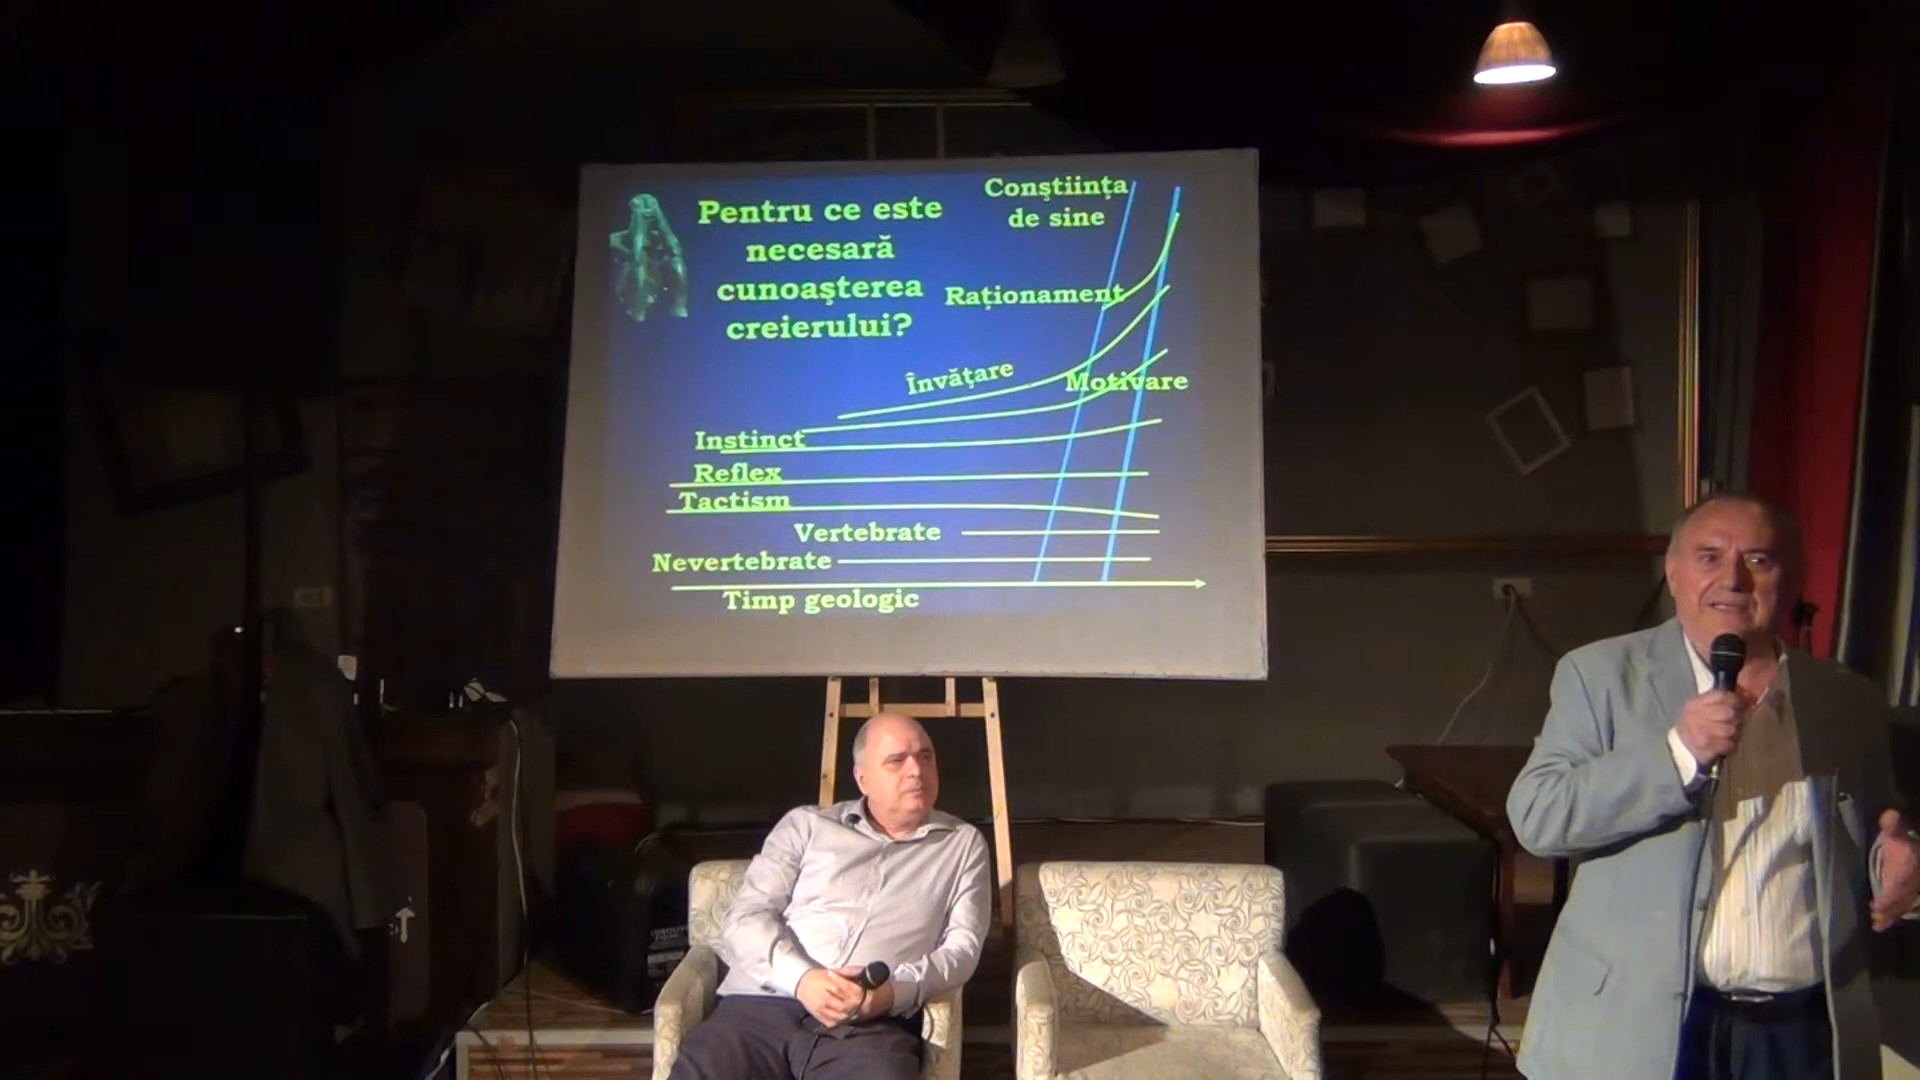 Pentru ce este
necesară
cunoaşterea
creierului?
Conştiinţa
de sine
Raţionament
Învăţare
Motivare
Instinct
Reflex
Tactism
Vertebrate
Nevertebrate
Timp geologic